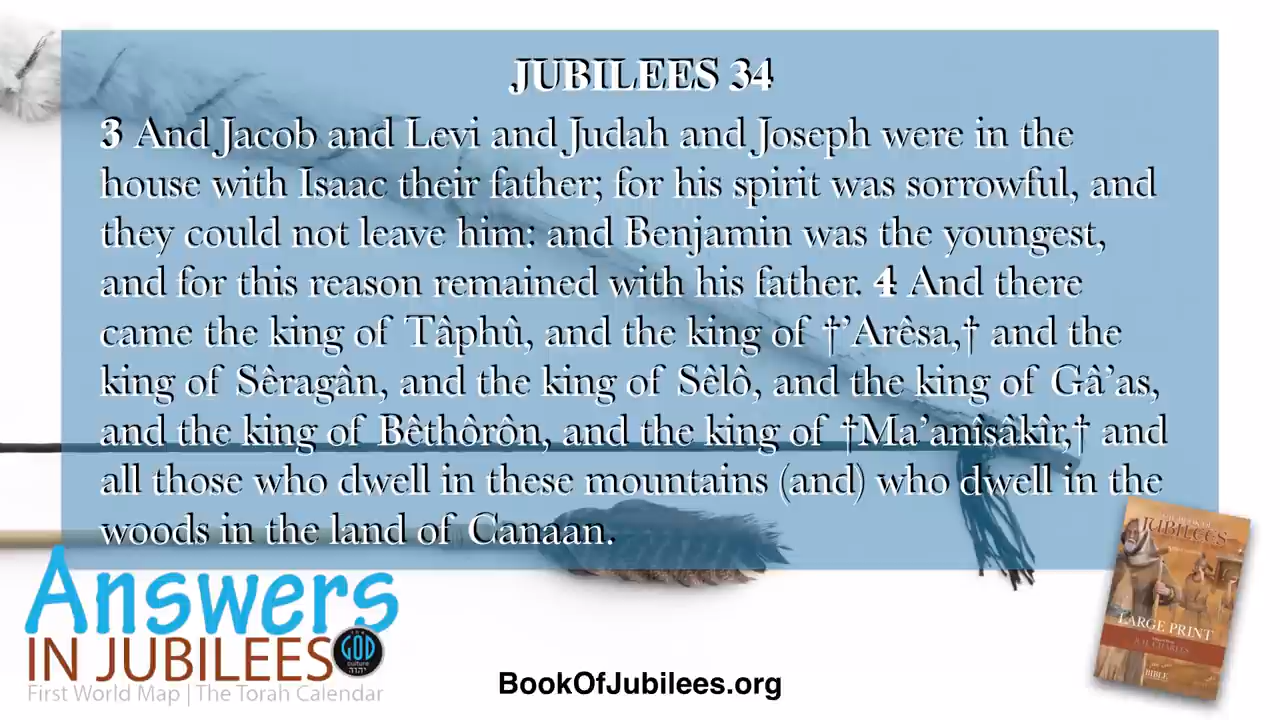 JUBILEES 34
3 And Jacob and Levi and Judah and Joseph were in the
house with Isaac their father; for his spirit was sorrowful, and
they could not leave him: and Benjamin was the youngest,
and for this reason remained with his father. 4 And there
came the king of Tâphû, and the king of †’Arêsa,† and the
king of Sêragân, and the king of Sêlô, and the king of Gâ’as,
and the king of Bêthôrôn, and the king of †Ma’anîsâkîr,† and
all those who dwell in these mountains (and) who dwell in the
woods in the land of Canaan.
Answers
IN JUBILEES
GOD
culture
יהוה
First World Map | The Torah Calendar
BookOfJubilees.org
JUBILEES
LARGE PRINT
R.H. CHARLES
BIBLE